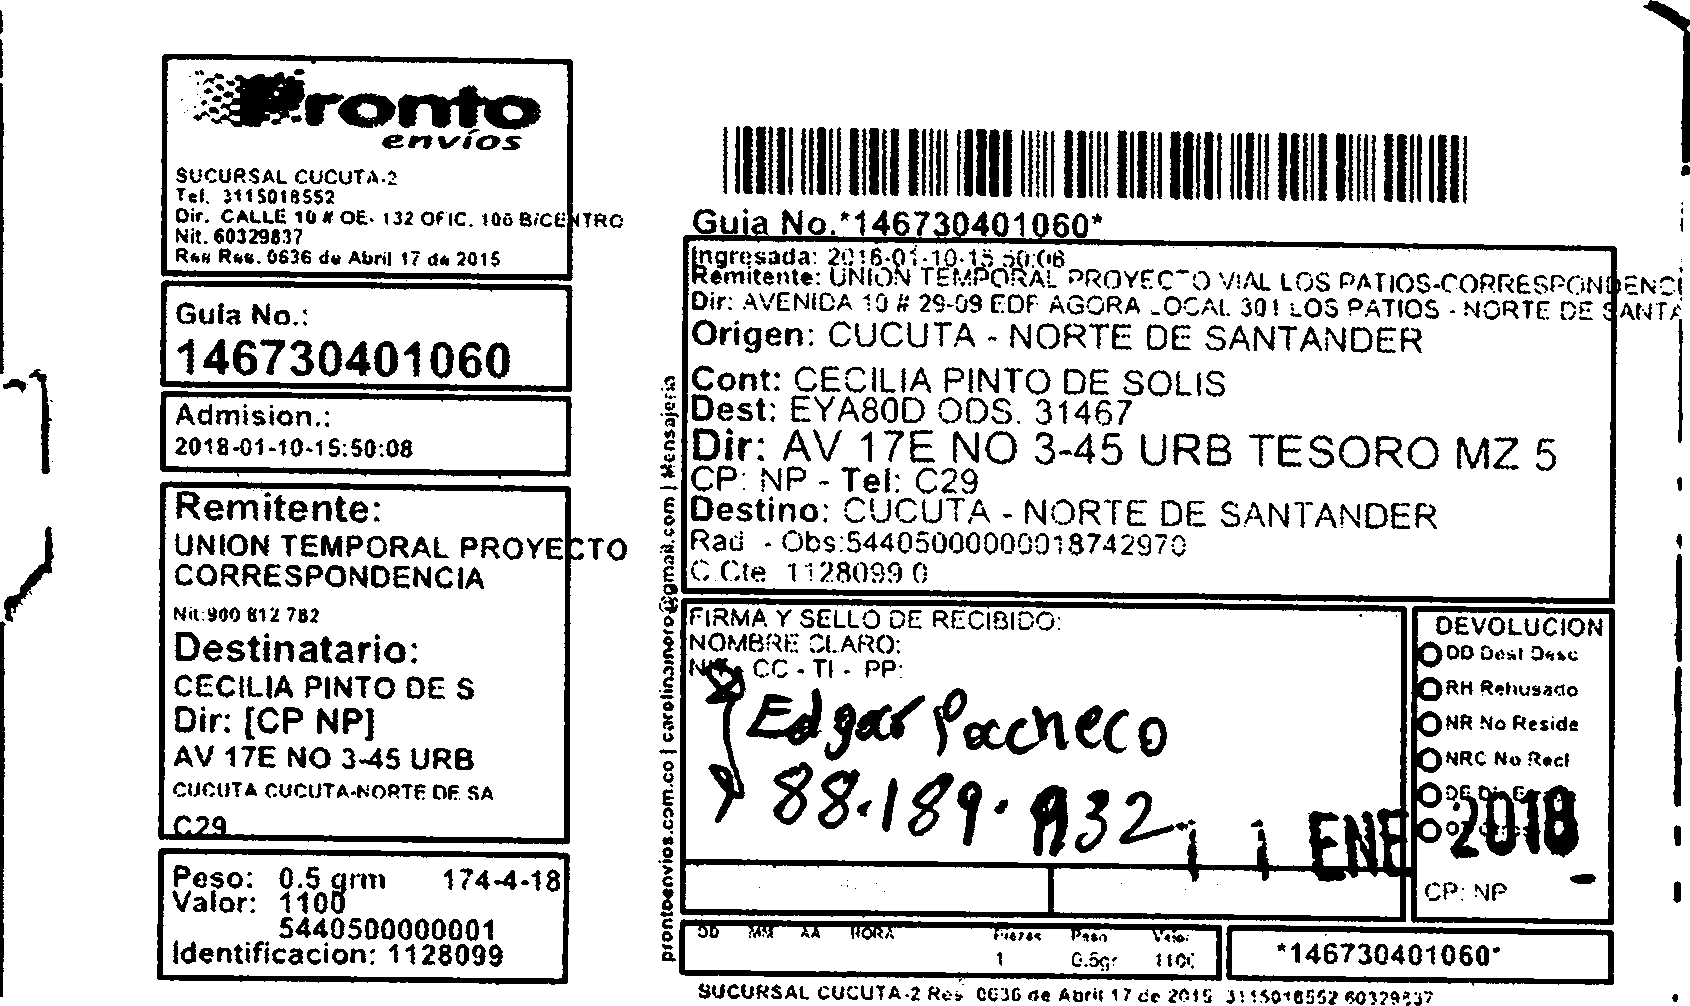 Pronto
envíos
SUCURSAL CUCUTA-2
Tel. 3115018552
Dir. CALLE 10 # OE- 132 OFIC. 106 B/CENTRO
Nit. 60329837
Res Res. 0636 de Abril 17 de 2015
Guia No.:
146730401060
Admision.:
2018-01-10-15:50:08
Remitente:
UNION TEMPORAL PROYECTO
CORRESPONDENCIA
Nit:900 812 782
Destinatario:
CECILIA PINTO DE S
Dir: [CP NP]
AV 17E NO 3-45 URB
CUCUTA CUCUTA-NORTE DE SA
C29
Peso: 0.5 grm 174-4-18
Valor: 1100
5440500000001
Identificacion: 1128099
prontoenvios.com.co | carolinamoro@gmail.com | Mensajeria
Guia No.*146730401060*
Ingresada: 2018-01-10-15:50:08
Remitente: UNION TEMPORAL PROYECTO VIAL LOS PATIOS-CORRESPONDENCI
Dir: AVENIDA 10 # 29-09 EDF AGORA LOCAL 301 LOS PATIOS - NORTE DE SANTA
Origen: CUCUTA - NORTE DE SANTANDER
Cont: CECILIA PINTO DE SOLIS
Dest: EYA80D ODS. 31467
Dir: AV 17E NO 3-45 URB TESORO MZ 5
CP: NP - Tel: C29
Destino: CUCUTA - NORTE DE SANTANDER
Rad - Obs:544050000000018742970
C.Cte 1128099 0
FIRMA Y SELLO DE RECIBIDO:
NOMBRE CLARO:
CC - TI - PP:
Edgar Pacheco
88.189.
11 ENE 2018
DEVOLUCION
DD Dest Desc
RH Rehusado
NR No Reside
NRC No Recl
CP: NP
DD MM AA HORA Piezas Peso Valor
1 0.5gr 1100
*146730401060*
SUCURSAL CUCUTA-2 Res 0636 de Abril 17 de 2015 3115018552 60329837